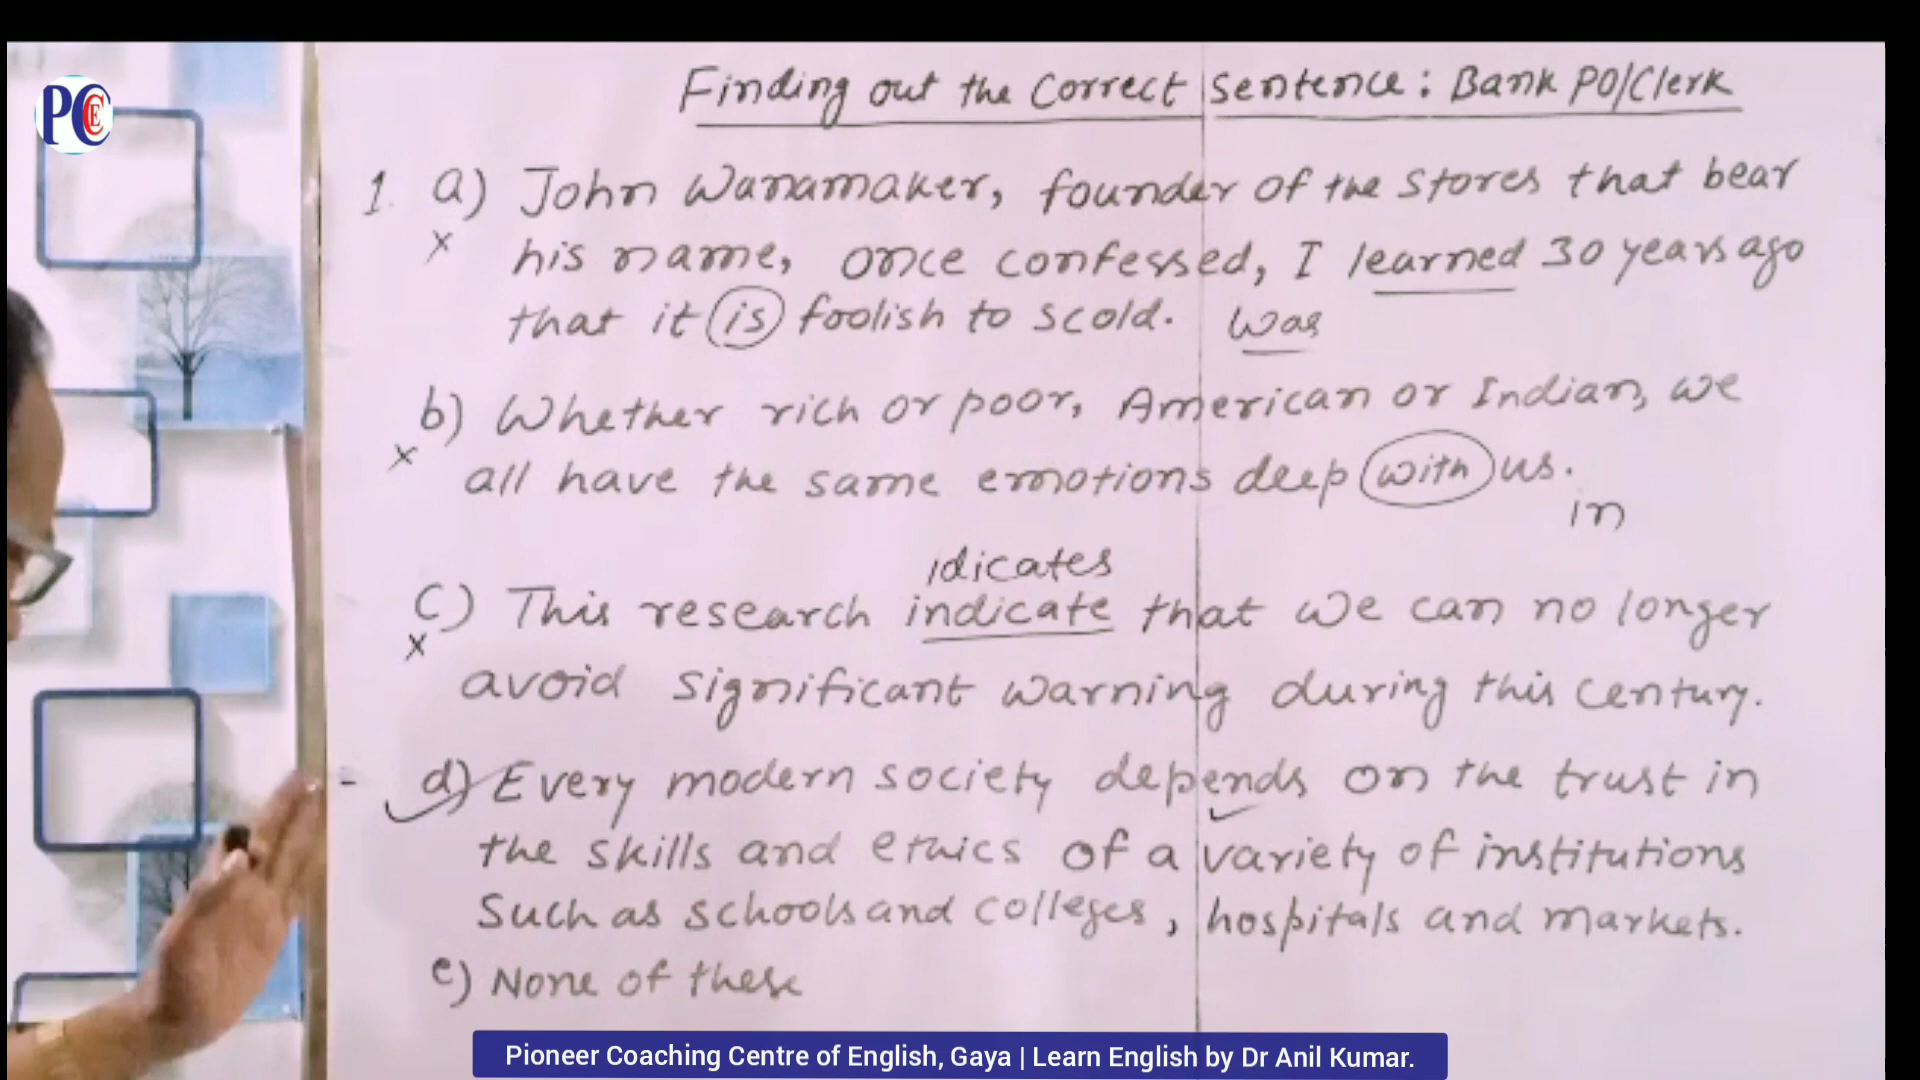 PCCE
Finding out the Correct Sentence: Bank PO/Clerk
1. a) John Wanamaker, founder of the stores that bear
x his name, once confessed, I learned 30 years ago
that it is foolish to scold. was
b) Whether rich or poor, American or Indian, we
x all have the same emotions deep with us.
in
idicates
c) This research indicate that we can no longer
x avoid significant warning during this century.
d) Every modern society depends on the trust in
the skills and ethics of a variety of institutions
Such as schools and colleges, hospitals and markets.
e) None of these
Pioneer Coaching Centre of English, Gaya | Learn English by Dr Anil Kumar.